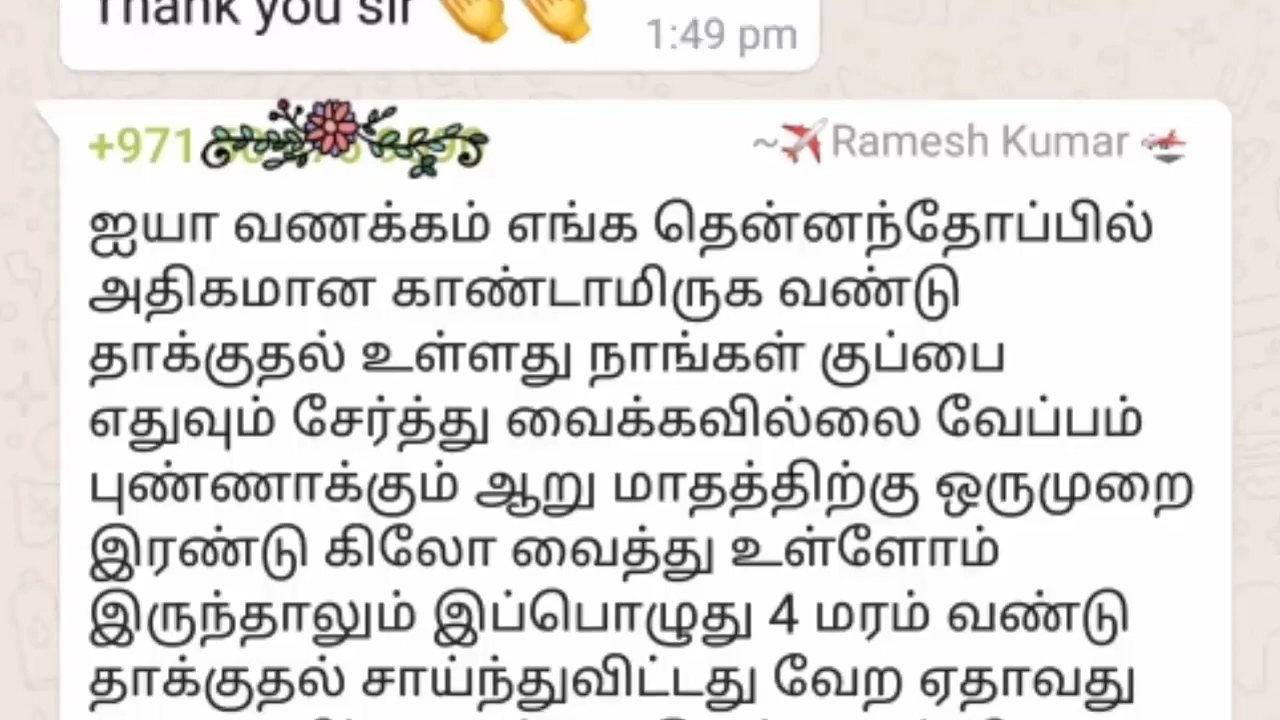 Thank you sir
1:49 pm
+971 ~✈️Ramesh Kumar 🛫
ஐயா வணக்கம் எங்க தென்னந்தோப்பில்
அதிகமான காண்டாமிருக வண்டு
தாக்குதல் உள்ளது நாங்கள் குப்பை
எதுவும் சேர்த்து வைக்கவில்லை வேப்பம்
புண்ணாக்கும் ஆறு மாதத்திற்கு ஒருமுறை
இரண்டு கிலோ வைத்து உள்ளோம்
இருந்தாலும் இப்பொழுது 4 மரம் வண்டு
தாக்குதல் சாய்ந்துவிட்டது வேற ஏதாவது